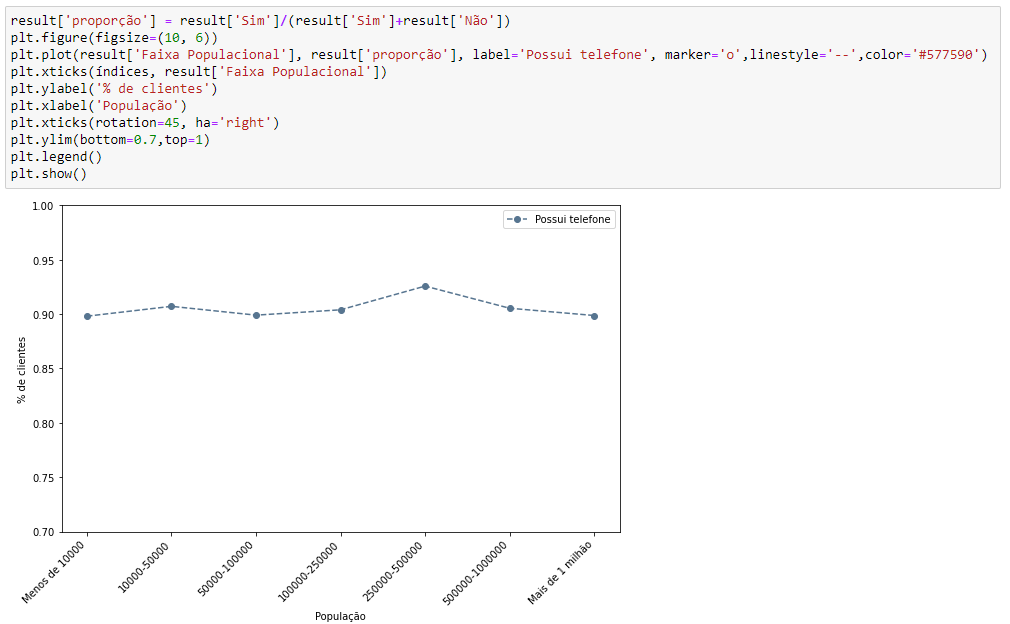 result['proporção'] = result['Sim']/(result['Sim']+result['Não'])
plt.figure(figsize=(10, 6))
plt.plot(result['Faixa Populacional'], result['proporção'], label='Possui telefone', marker='o',linestyle='--',color='#577590')
plt.xticks(índices, result['Faixa Populacional'])
plt.ylabel('% de clientes')
plt.xlabel('População')
plt.xticks(rotation=45, ha='right')
plt.ylim(bottom=0.7,top=1)
plt.legend()
plt.show()
1.00
Possui telefone
0.95
0.90
0.85
0.80
0.75
0.70
% de clientes
Menos de 10000
10000-50000
50000-100000
100000-250000
250000-500000
500000-1000000
Mais de 1 milhão
População